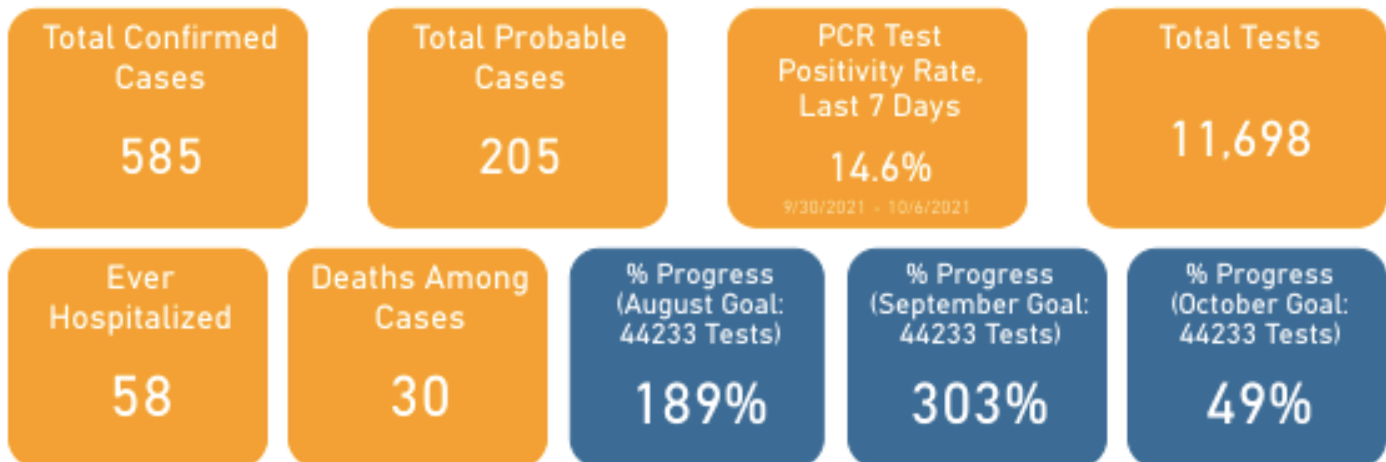 Total Confirmed
Cases
585
Total Probable
Cases
205
PCR Test
Positivity Rate,
Last 7 Days
14.6%
9/30/2021 - 10/6/2021
Total Tests
11,698
Ever
Hospitalized
58
Deaths Among
Cases
30
% Progress
(August Goal:
44233 Tests)
189%
% Progress
(September Goal:
44233 Tests)
303%
% Progress
(October Goal:
44233 Tests)
49%